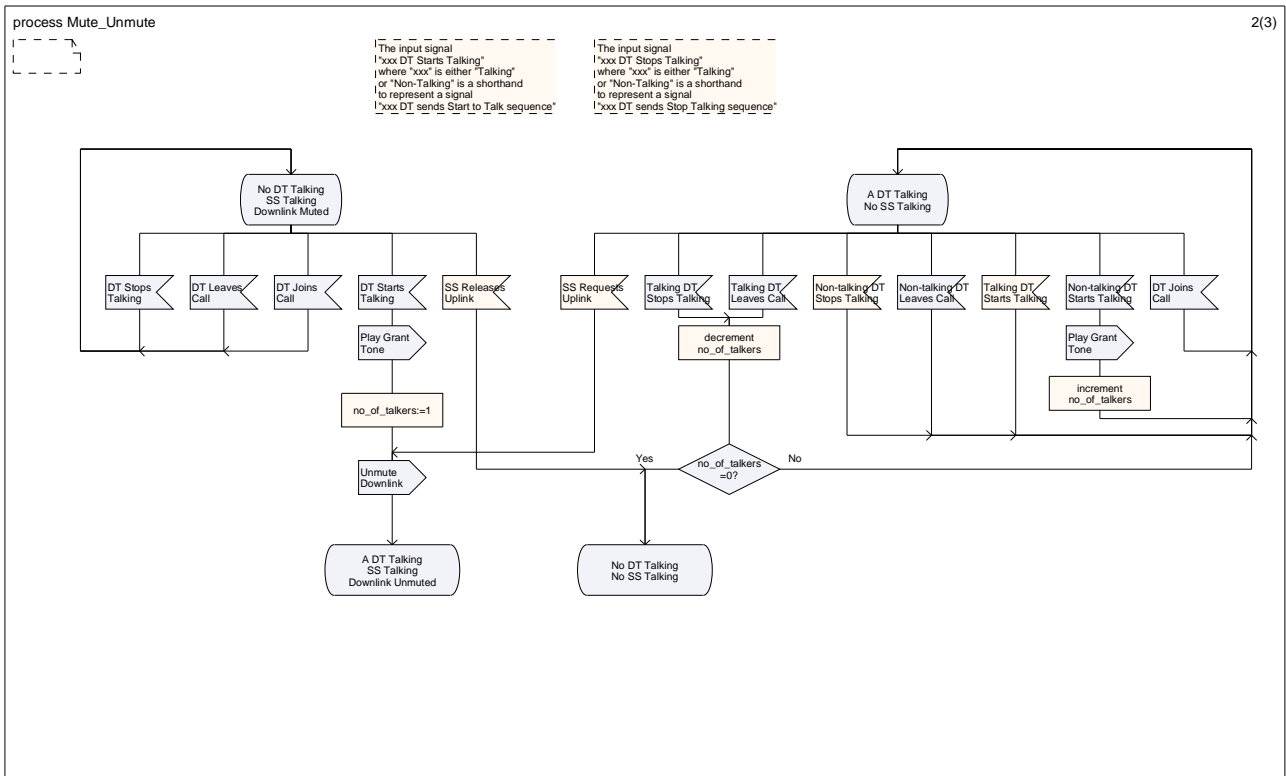 process Mute_Unmute
2(3)
The input signal
"xxx DT Starts Talking"
where "xxx" is either "Talking"
or "Non-Talking" is a shorthand
to represent a signal
"xxx DT sends Start to Talk sequence"
The input signal
"xxx DT Stops Talking"
where "xxx" is either "Talking"
or "Non-Talking" is a shorthand
to represent a signal
"xxx DT sends Stop Talking sequence"
No DT Talking
SS Talking
Downlink Muted
A DT Talking
No SS Talking
DT Stops
Talking
DT Leaves
Call
DT Joins
Call
DT Starts
Talking
SS Releases
Uplink
SS Requests
Uplink
Talking DT
Stops Talking
Talking DT
Leaves Call
Non-talking DT
Stops Talking
Non-talking DT
Leaves Call
Talking DT
Starts Talking
Non-talking DT
Starts Talking
DT Joins
Call
Play Grant
Tone
decrement
no_of_talkers
Play Grant
Tone
no_of_talkers:=1
increment
no_of_talkers
Unmute
Downlink
Yes
no_of_talkers
=0?
No
A DT Talking
SS Talking
Downlink Unmuted
No DT Talking
No SS Talking